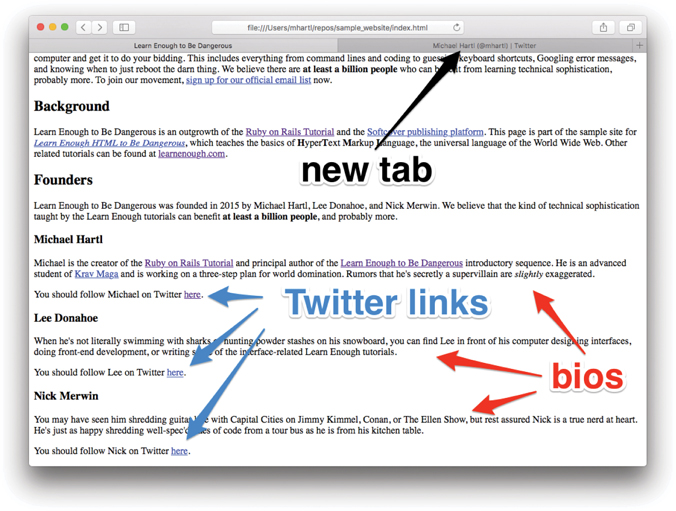 file:///Users/mhartl/repos/sample_website/index.html
Learn Enough to Be Dangerous
Michael Hartl (@mhartl) | Twitter
computer and get it to do your bidding. This includes everything from command lines and coding to keyboard shortcuts, Googling error messages,
and knowing when to just reboot the darn thing. We believe there are at least a billion people who can from learning technical sophistication,
probably more. To join our movement, sign up for our official email list now.
Background
Learn Enough to Be Dangerous is an outgrowth of the Ruby on Rails Tutorial and the Softcover publishing platform. This page is part of the sample site for
Learn Enough HTML to Be Dangerous, which teaches the basics of HyperText Markup Language, the universal language of the World Wide Web. Other
related tutorials can be found at learnenough.com.
new tab
Founders
Learn Enough to Be Dangerous was founded in 2015 by Michael Hartl, Lee Donahoe, and Nick Merwin. We believe that the kind of technical sophistication
taught by the Learn Enough tutorials can benefit at least a billion people, and probably more.
Michael Hartl
Michael is the creator of the Ruby on Rails Tutorial and principal author of the Learn Enough to Be Dangerous introductory sequence. He is an advanced
student of Krav Maga and is working on a three-step plan for world domination. Rumors that he's secretly a supervillain are slightly exaggerated.
You should follow Michael on Twitter here.
Twitter links
Lee Donahoe
When he's not literally swimming with sharks or hunting powder stashes on his snowboard, you can find Lee in front of his computer designing interfaces,
doing front-end development, or writing of the interface-related Learn Enough tutorials.
You should follow Lee on Twitter here.
bios
Nick Merwin
You may have seen him shredding guitar with Capital Cities on Jimmy Kimmel, Conan, or The Ellen Show, but rest assured Nick is a true nerd at heart.
He's just as happy shredding well-spec'd of code from a tour bus as he is from his kitchen table.
You should follow Nick on Twitter here.